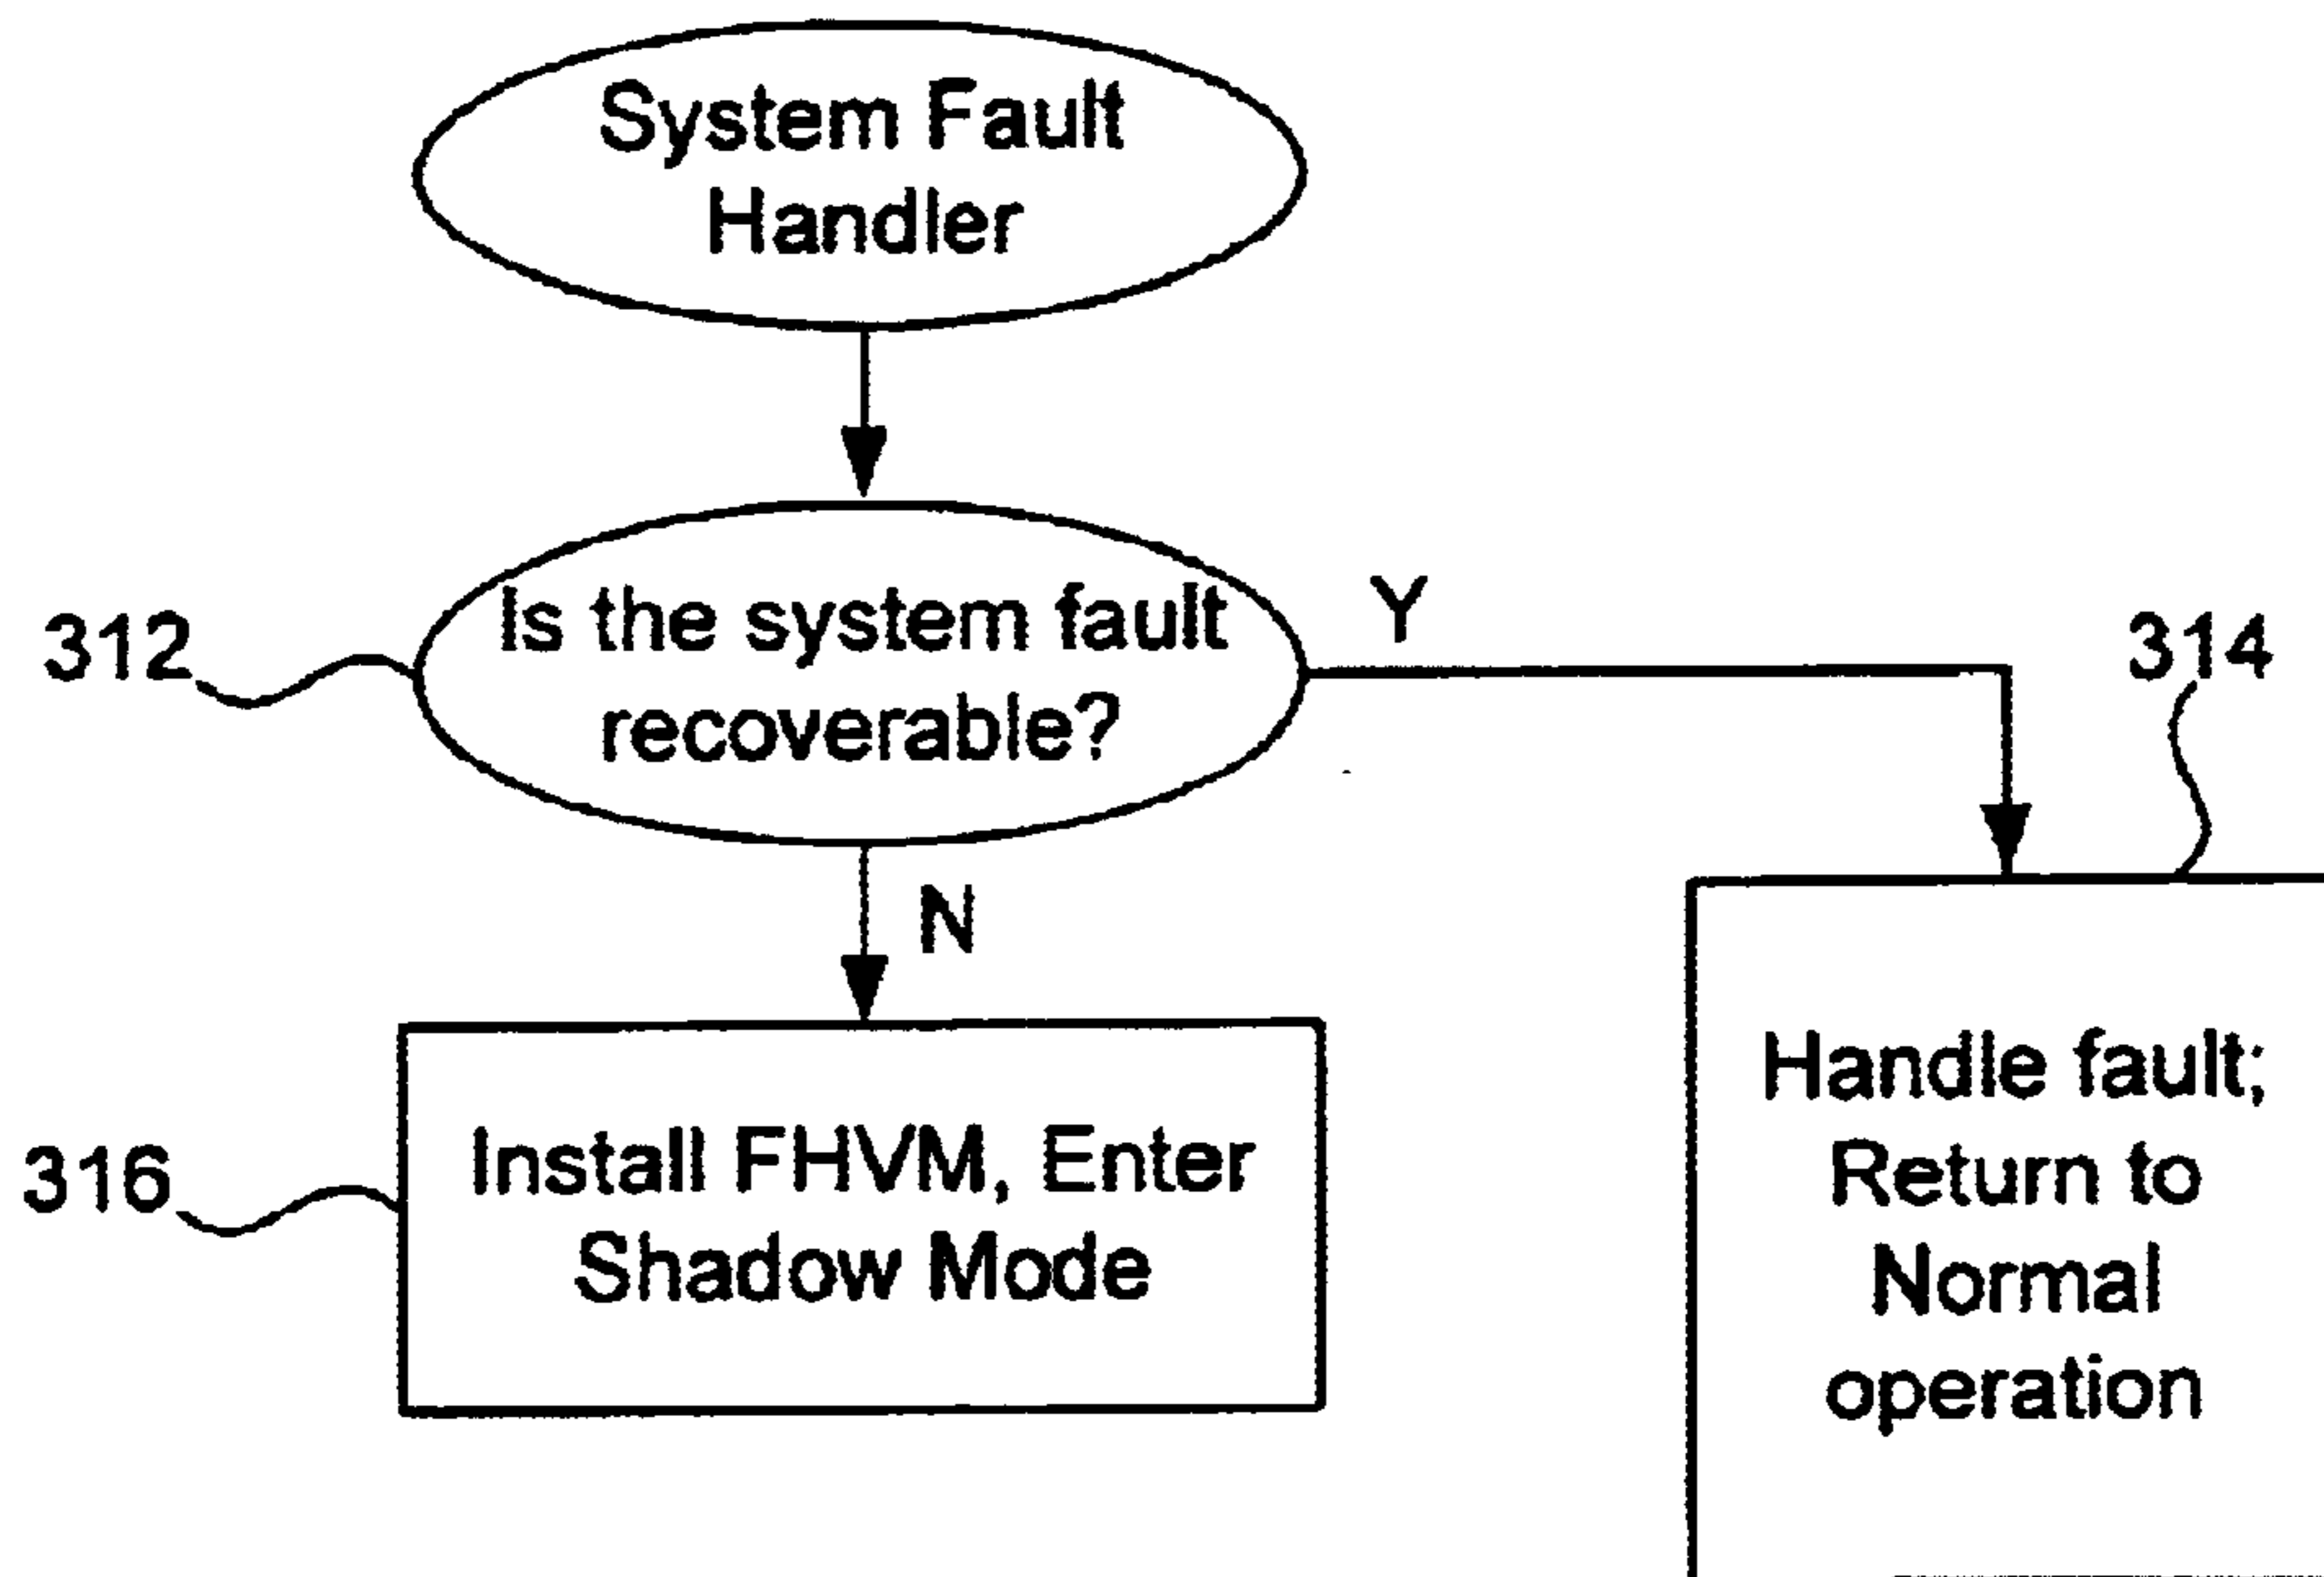 System Fault
Handler
312
Is the system fault
recoverable?
Y
314
N
316
Install FHVM, Enter
Shadow Mode
Handle fault;
Return to
Normal
operation